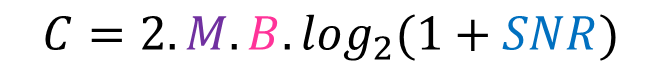 C = 2.M.B.log₂(1 + SNR)